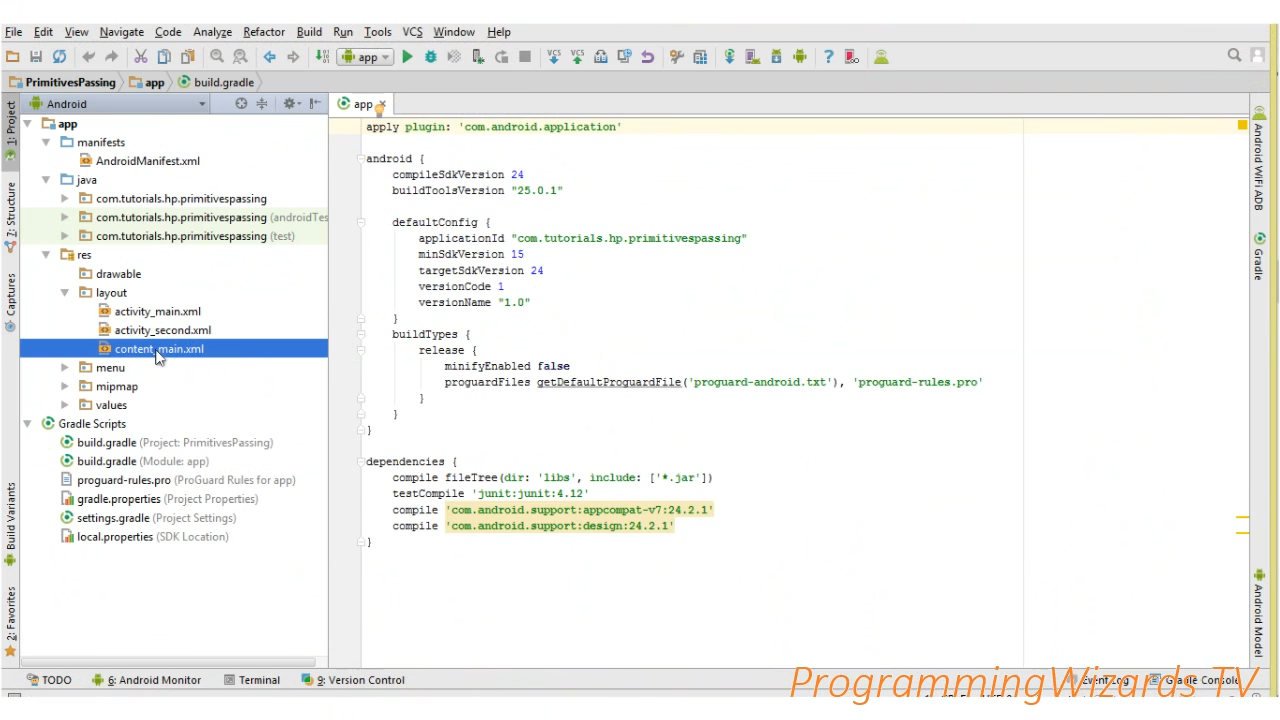 File Edit View Navigate Code Analyze Refactor Build Run Tools VCS Window Help
app
PrimitivesPassing app build.gradle
1: Project
Z: Structure
Captures
Build Variants
2: Favorites
Android
app
manifests
AndroidManifest.xml
java
com.tutorials.hp.primitivespassing
com.tutorials.hp.primitivespassing (androidTes
com.tutorials.hp.primitivespassing (test)
res
drawable
layout
activity_main.xml
activity_second.xml
content_main.xml
menu
mipmap
values
Gradle Scripts
build.gradle (Project: PrimitivesPassing)
build.gradle (Module: app)
proguard-rules.pro (ProGuard Rules for app)
gradle.properties (Project Properties)
settings.gradle (Project Settings)
local.properties (SDK Location)
app
apply plugin: 'com.android.application'
android {
compileSdkVersion 24
buildToolsVersion "25.0.1"
defaultConfig {
applicationId "com.tutorials.hp.primitivespassing"
minSdkVersion 15
targetSdkVersion 24
versionCode 1
versionName "1.0"
}
buildTypes {
release {
minifyEnabled false
proguardFiles getDefaultProguardFile('proguard-android.txt'), 'proguard-rules.pro'
}
}
}
dependencies {
compile fileTree(dir: 'libs', include: ['*.jar'])
testCompile 'junit:junit:4.12'
compile 'com.android.support:appcompat-v7:24.2.1'
compile 'com.android.support:design:24.2.1'
}
Android WiFi ADB
Gradle
Android Model
TODO 6: Android Monitor Terminal 9: Version Control Event Log Gradle Console
ProgrammingWizards TV